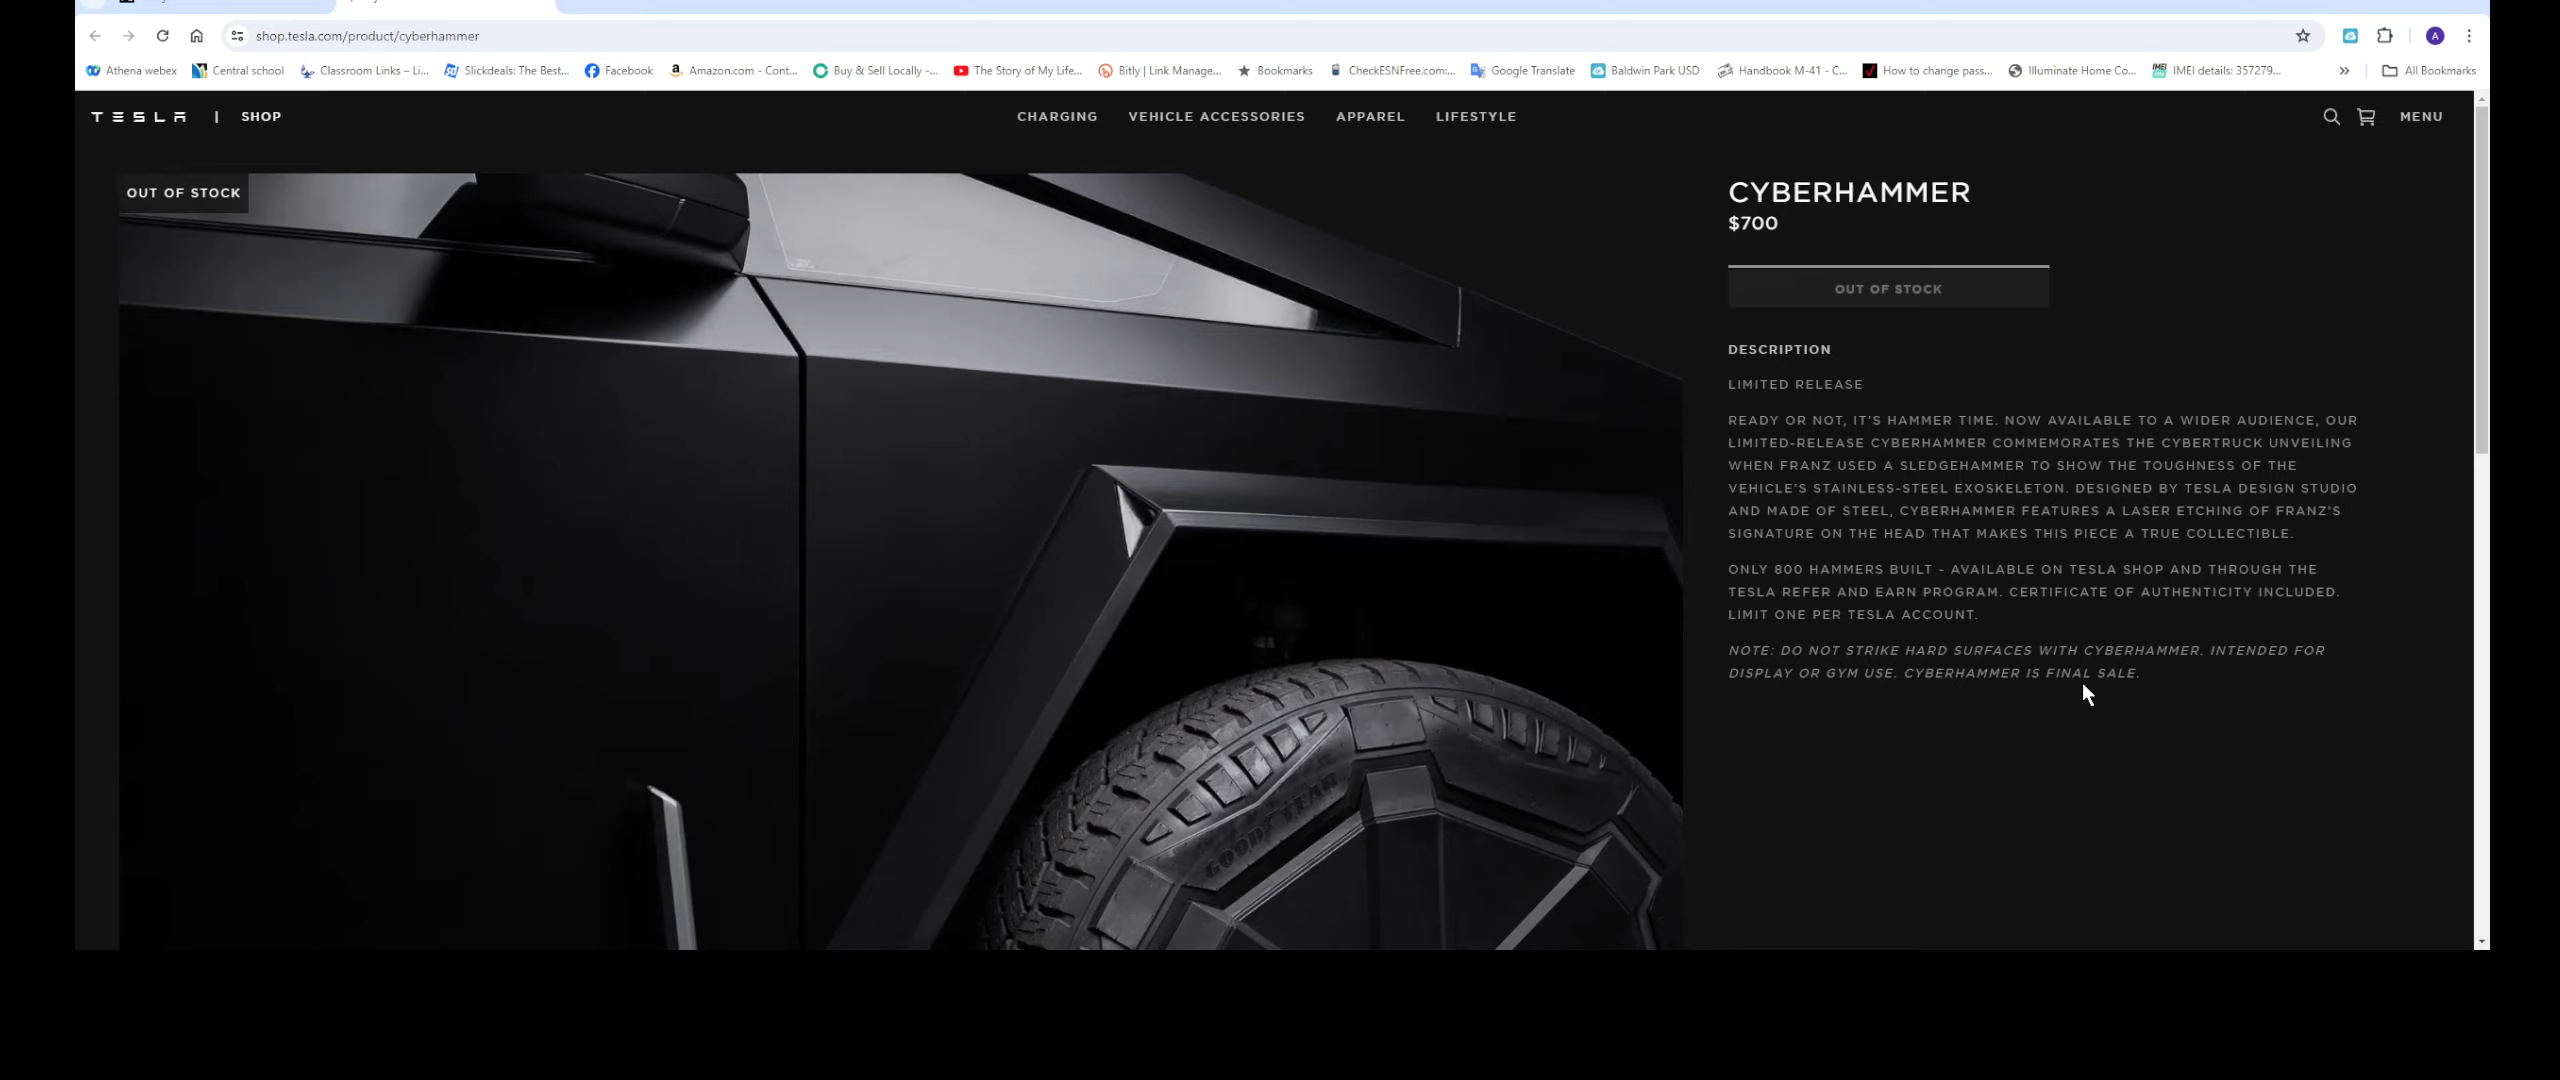 shop.tesla.com/product/cyberhammer
Athena webex
Central school
Classroom Links – Li...
Slickdeals: The Best...
Facebook
Amazon.com - Cont...
Buy & Sell Locally -...
The Story of My Life...
Bitly | Link Manage...
Bookmarks
CheckESNFree.com:...
Google Translate
Baldwin Park USD
Handbook M-41 - C...
How to change pass...
Illuminate Home Co...
IMEI details: 357279...
»
All Bookmarks
TESLA | SHOP
CHARGING
VEHICLE ACCESSORIES
APPAREL
LIFESTYLE
MENU
OUT OF STOCK
GOODYEAR
CYBERHAMMER
$700
OUT OF STOCK
DESCRIPTION
LIMITED RELEASE
READY OR NOT, IT'S HAMMER TIME. NOW AVAILABLE TO A WIDER AUDIENCE, OUR
LIMITED-RELEASE CYBERHAMMER COMMEMORATES THE CYBERTRUCK UNVEILING
WHEN FRANZ USED A SLEDGEHAMMER TO SHOW THE TOUGHNESS OF THE
VEHICLE'S STAINLESS-STEEL EXOSKELETON. DESIGNED BY TESLA DESIGN STUDIO
AND MADE OF STEEL, CYBERHAMMER FEATURES A LASER ETCHING OF FRANZ'S
SIGNATURE ON THE HEAD THAT MAKES THIS PIECE A TRUE COLLECTIBLE.
ONLY 800 HAMMERS BUILT - AVAILABLE ON TESLA SHOP AND THROUGH THE
TESLA REFER AND EARN PROGRAM. CERTIFICATE OF AUTHENTICITY INCLUDED.
LIMIT ONE PER TESLA ACCOUNT.
NOTE: DO NOT STRIKE HARD SURFACES WITH CYBERHAMMER. INTENDED FOR
DISPLAY OR GYM USE. CYBERHAMMER IS FINAL SALE.